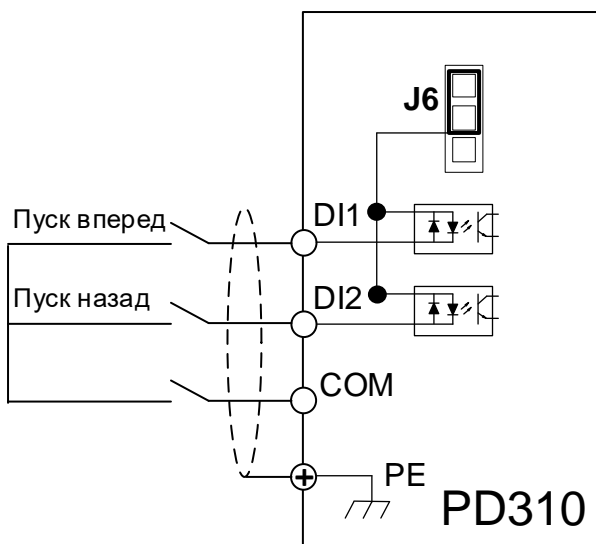 J6
Пуск вперед
DI1
Пуск назад
DI2
COM
PE
PD310